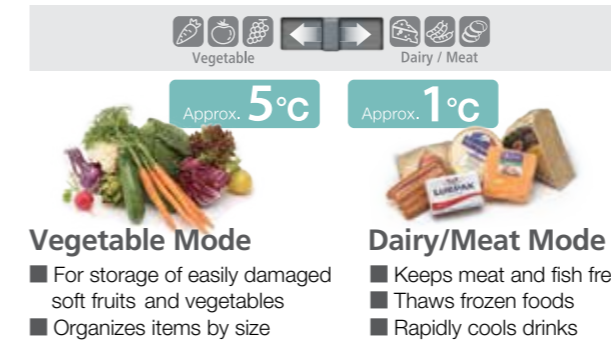 Vegetable
Dairy / Meat
Approx. 5°C
Approx. 1°C
LURPAK
Vegetable Mode
■ For storage of easily damaged
soft fruits and vegetables
■ Organizes items by size
Dairy/Meat Mode
■ Keeps meat and fish fre
■ Thaws frozen foods
■ Rapidly cools drinks